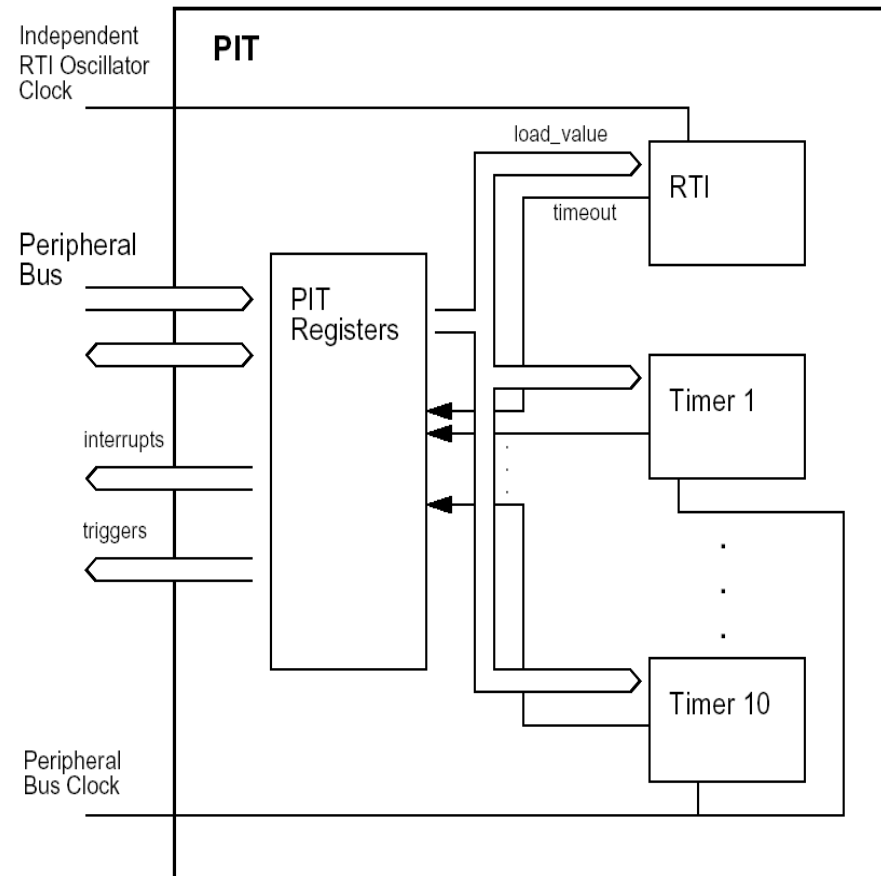 Independent
RTI Oscillator
Clock
PIT
load_value
RTI
timeout
Peripheral
Bus
PIT
Registers
Timer 1
interrupts
triggers
Timer 10
Peripheral
Bus Clock